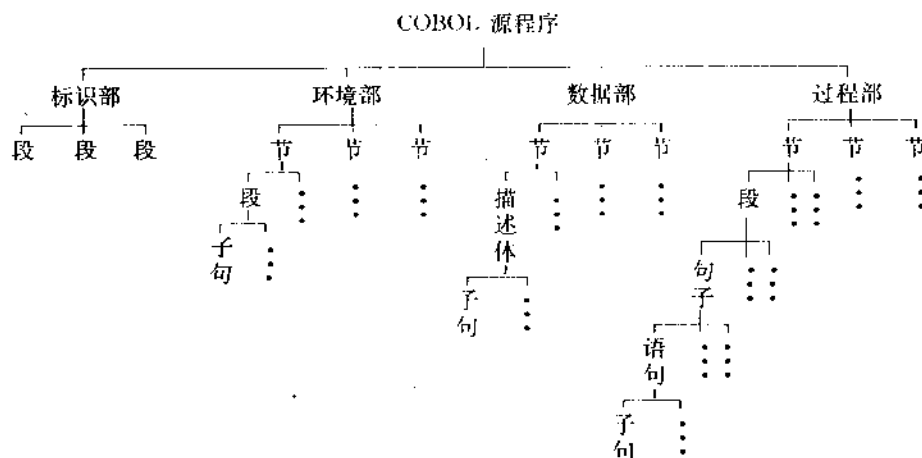 COBOL 源程序
标识部 环境部 数据部 过程部
段 段 段 节 节 节 节 节 节 节 节 节
段 描述体 段
子句 子句 句子
语句
子句